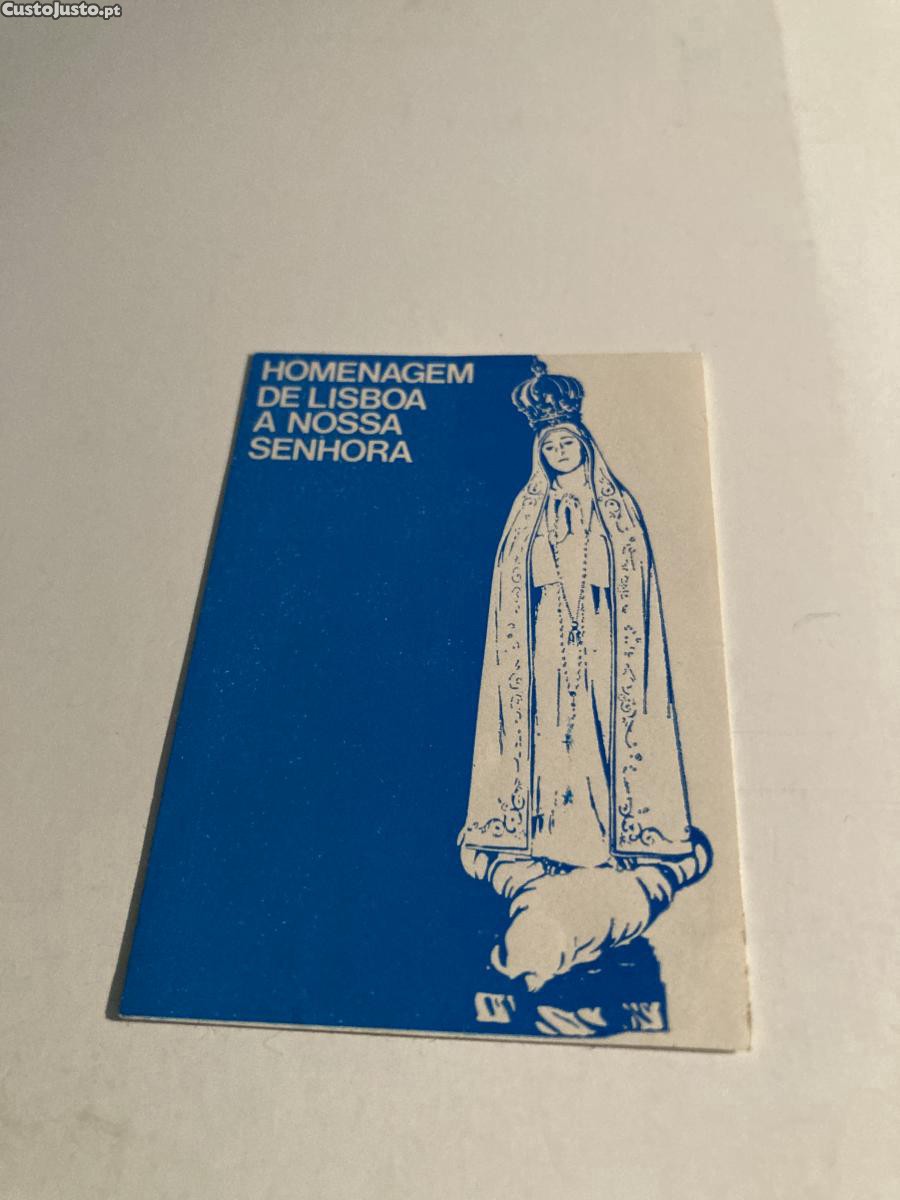 CustoJusto.pt
HOMENAGEM
DE LISBOA
A NOSSA
SENHORA